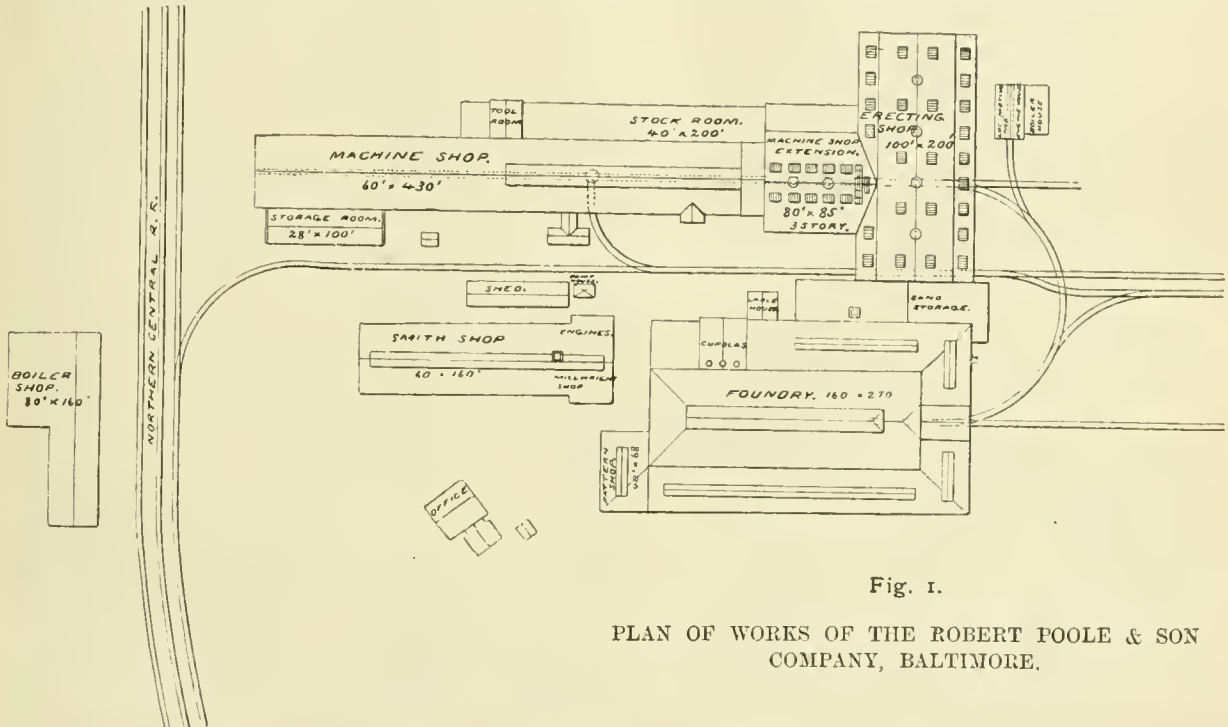 TOOL
ROOM.
STOCK ROOM.
40' x 200'
ERECTING
SHOP
100' x 200'
BOILER
HOUSE
MACHINE SHOP
EXTENSION.
80' x 85'
3 STORY.
MACHINE SHOP.
60' x 430'
STORAGE ROOM.
28' x 100'
NORTHERN CENTRAL R.R.
SHED.
HOUSE.
SAND
STORAGE.
HOUSE
CUPOLAS
ENGINES.
SMITH SHOP
60 x 160'
MILLWRIGHT
SHOP
BOILER
SHOP.
80' x 160'
FOUNDRY. 160 x 270
PATTERN
SHOP
OFFICE
Fig. 1.
PLAN OF WORKS OF THE ROBERT POOLE & SON
COMPANY, BALTIMORE.